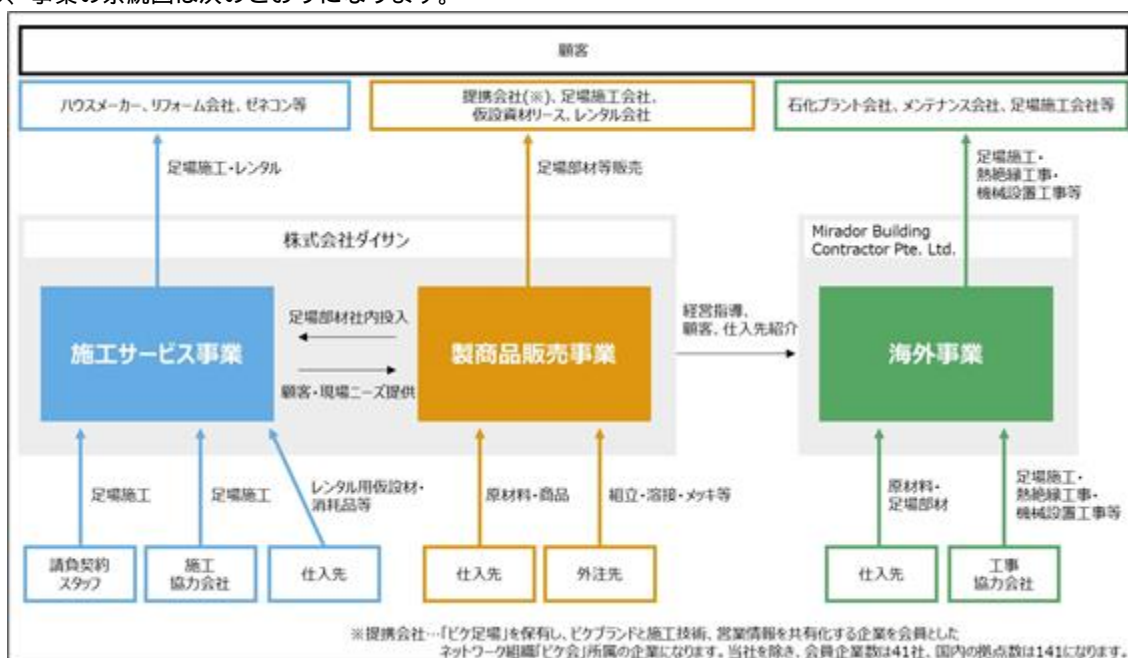 顧客
ハウスメーカー、リフォーム会社、ゼネコン等
提携会社(※)、足場施工会社、
仮設資材リース、レンタル会社
石化プラント会社、メンテナンス会社、足場施工会社等
足場施工・レンタル
足場部材等販売
足場施工・
熱絶縁工事・
機械設置工事等
株式会社ダイサン
Mirador Building
Contractor Pte. Ltd.
施工サービス事業
足場部材社内投入
顧客・現場ニーズ提供
製商品販売事業
経営指導、
顧客、仕入先紹介
海外事業
足場施工
足場施工
レンタル用仮設材・
消耗品等
原材料・商品
組立・溶接・メッキ等
原材料・
足場部材
足場施工・
熱絶縁工事・
機械設置工事等
請負契約
スタッフ
施工
協力会社
仕入先
仕入先
外注先
仕入先
工事
協力会社
※提携会社…「ビケ足場」を保有し、ビケブランドと施工技術、営業情報を共有化する企業を会員とした
ネットワーク組織「ビケ会」所属の企業になります。当社を除き、会員企業数は41社、国内の拠点数は141になります。